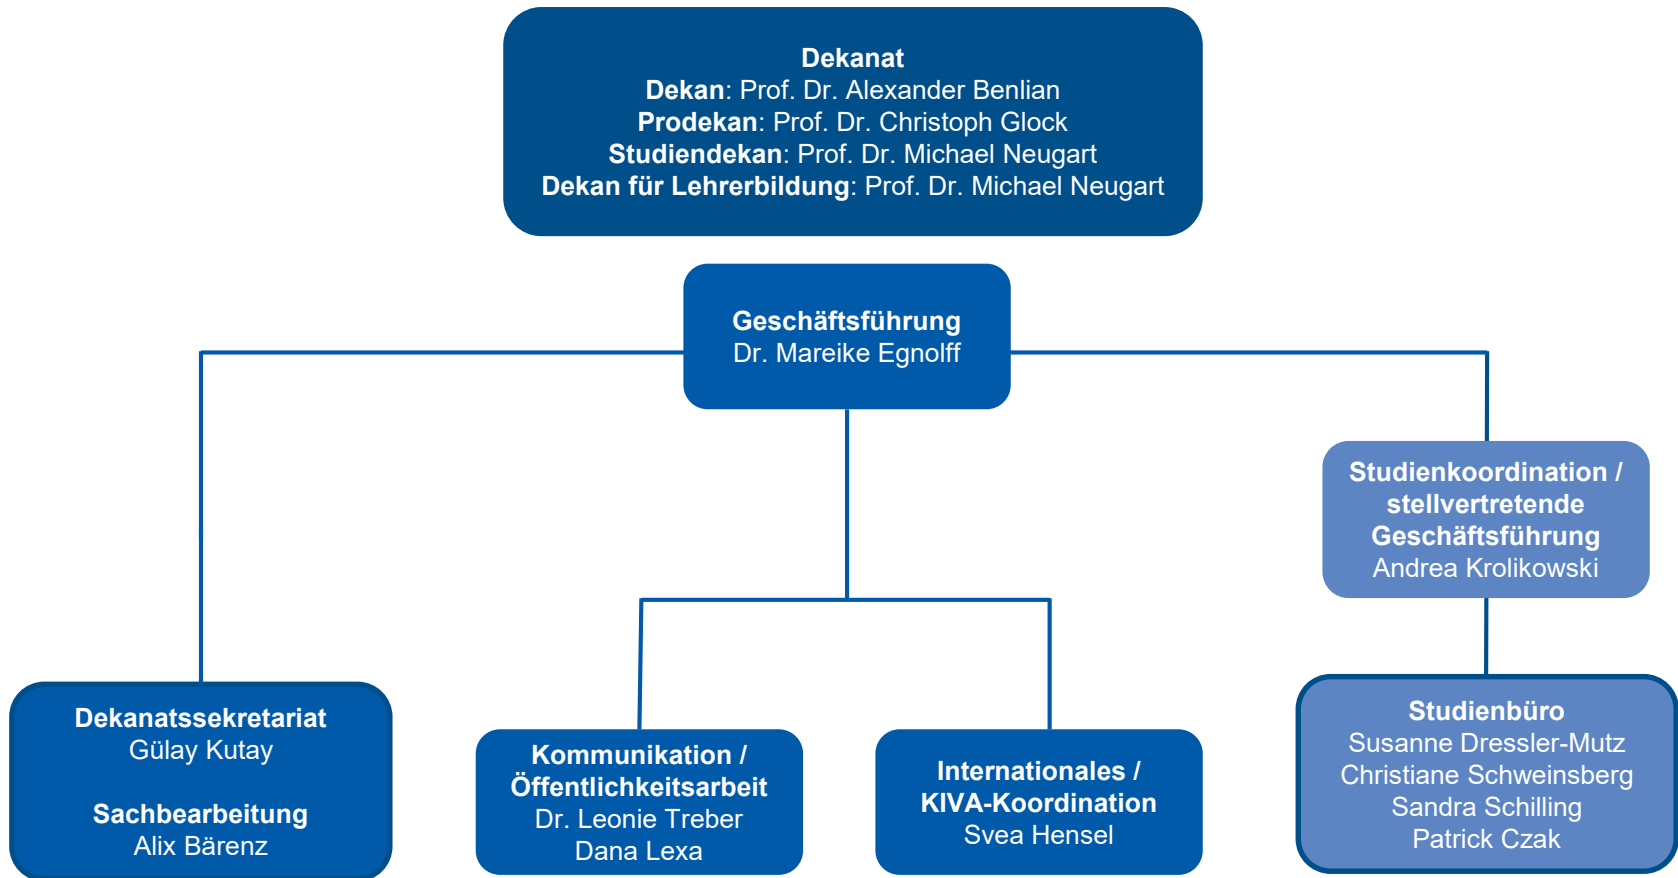 Dekanat
Dekan: Prof. Dr. Alexander Benlian
Prodekan: Prof. Dr. Christoph Glock
Studiendekan: Prof. Dr. Michael Neugart
Dekan für Lehrerbildung: Prof. Dr. Michael Neugart
Geschäftsführung
Dr. Mareike Egnolff
Studienkoordination /
stellvertretende
Geschäftsführung
Andrea Krolikowski
Dekanatssekretariat
Gülay Kutay
Sachbearbeitung
Alix Bärenz
Kommunikation /
Öffentlichkeitsarbeit
Dr. Leonie Treber
Dana Lexa
Internationales /
KIVA-Koordination
Svea Hensel
Studienbüro
Susanne Dressler-Mutz
Christiane Schweinsberg
Sandra Schilling
Patrick Czak